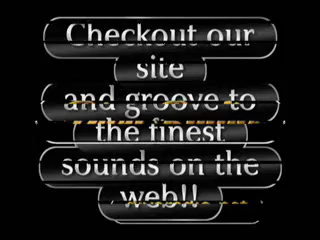 Checkout our
site
and groove to
the finest
sounds on the
web!!